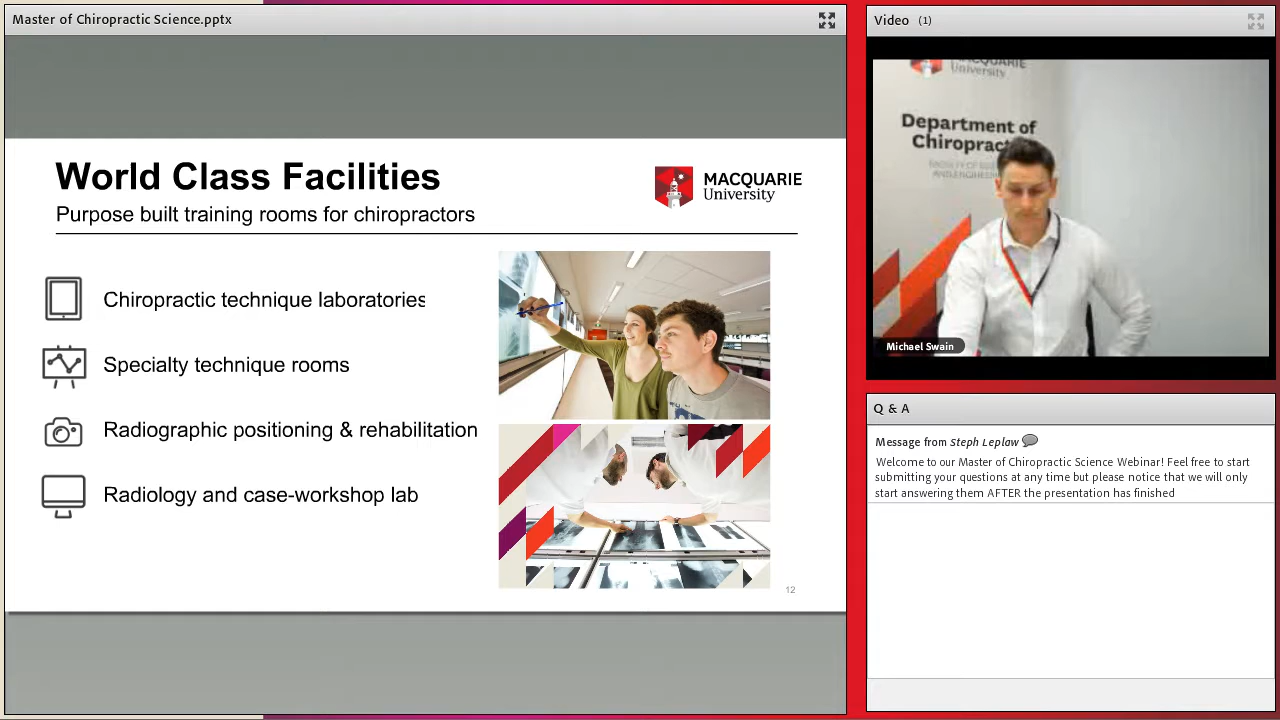 Master of Chiropractic Science.pptx
World Class Facilities
Purpose built training rooms for chiropractors
MACQUARIE
University
Chiropractic technique laboratories
Specialty technique rooms
Radiographic positioning & rehabilitation
Radiology and case-workshop lab
12
Video (1)
MACQUARIE
University
Department of
Chiroprac
Michael Swain
Q & A
Message from Steph Leplaw
Welcome to our Master of Chiropractic Science Webinar! Feel free to start
submitting your questions at any time but please notice that we will only
start answering them AFTER the presentation has finished